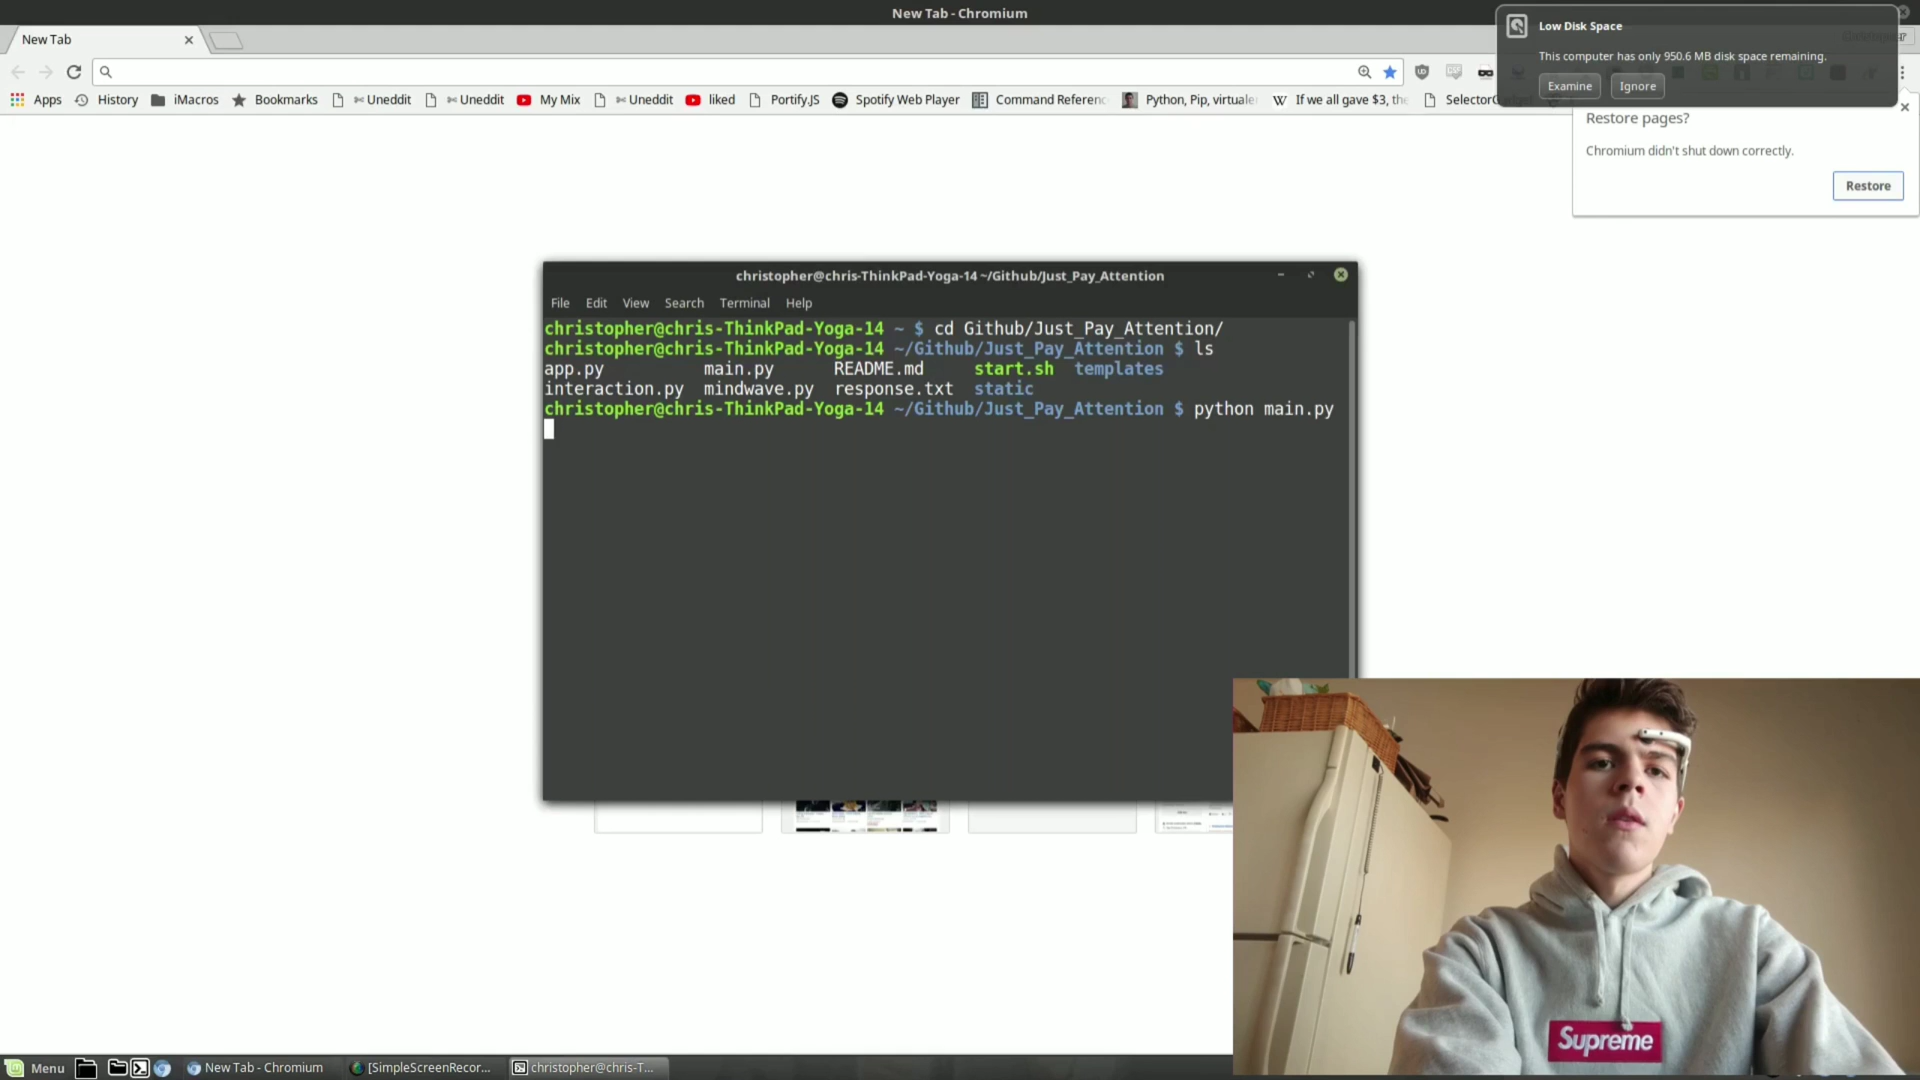 New Tab - Chromium
New Tab
Low Disk Space
This computer has only 950.6 MB disk space remaining.
Examine
Ignore
Apps
History
iMacros
Bookmarks
Uneddit
Uneddit
My Mix
Uneddit
liked
Portify.JS
Spotify Web Player
Command Referenc
Python, Pip, virtuale
W
If we all gave $3, the
Restore pages?
Chromium didn't shut down correctly.
Restore
christopher@chris-ThinkPad-Yoga-14 ~/Github/Just_Pay_Attention
File Edit View Search Terminal Help
christopher@chris-ThinkPad-Yoga-14 ~ $ cd Github/Just_Pay_Attention/
christopher@chris-ThinkPad-Yoga-14 ~/Github/Just_Pay_Attention $ ls
app.py main.py README.md start.sh templates
interaction.py mindwave.py response.txt static
christopher@chris-ThinkPad-Yoga-14 ~/Github/Just_Pay_Attention $ python main.py
Supreme
Menu
New Tab - Chromium
[SimpleScreenRecor...
christopher@chris-T...